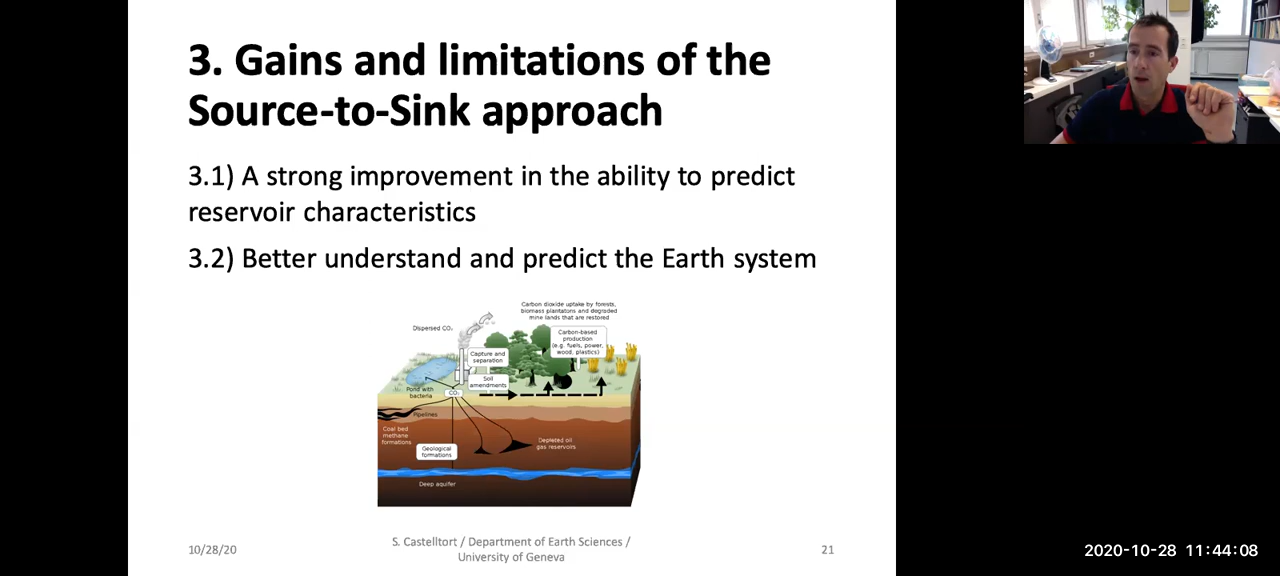 3. Gains and limitations of the
Source-to-Sink approach
3.1) A strong improvement in the ability to predict
reservoir characteristics
3.2) Better understand and predict the Earth system
Carbon dioxide uptake by forests,
biomass plantatons and degraded
mine lands that are restored
Dispersed CO₂
Carbon-based
production
(e.g. fuels, power,
wood, plastics)
Capture and
separation
Soil
amendments
Pond with
bacteria
CO₂
Pipelines
Coal bed
methane
formations
Geological
formations
Depleted oil
gas reservoirs
Deep aquifer
10/28/20
S. Castelltort / Department of Earth Sciences /
University of Geneva
21
2020-10-28 11:44:08